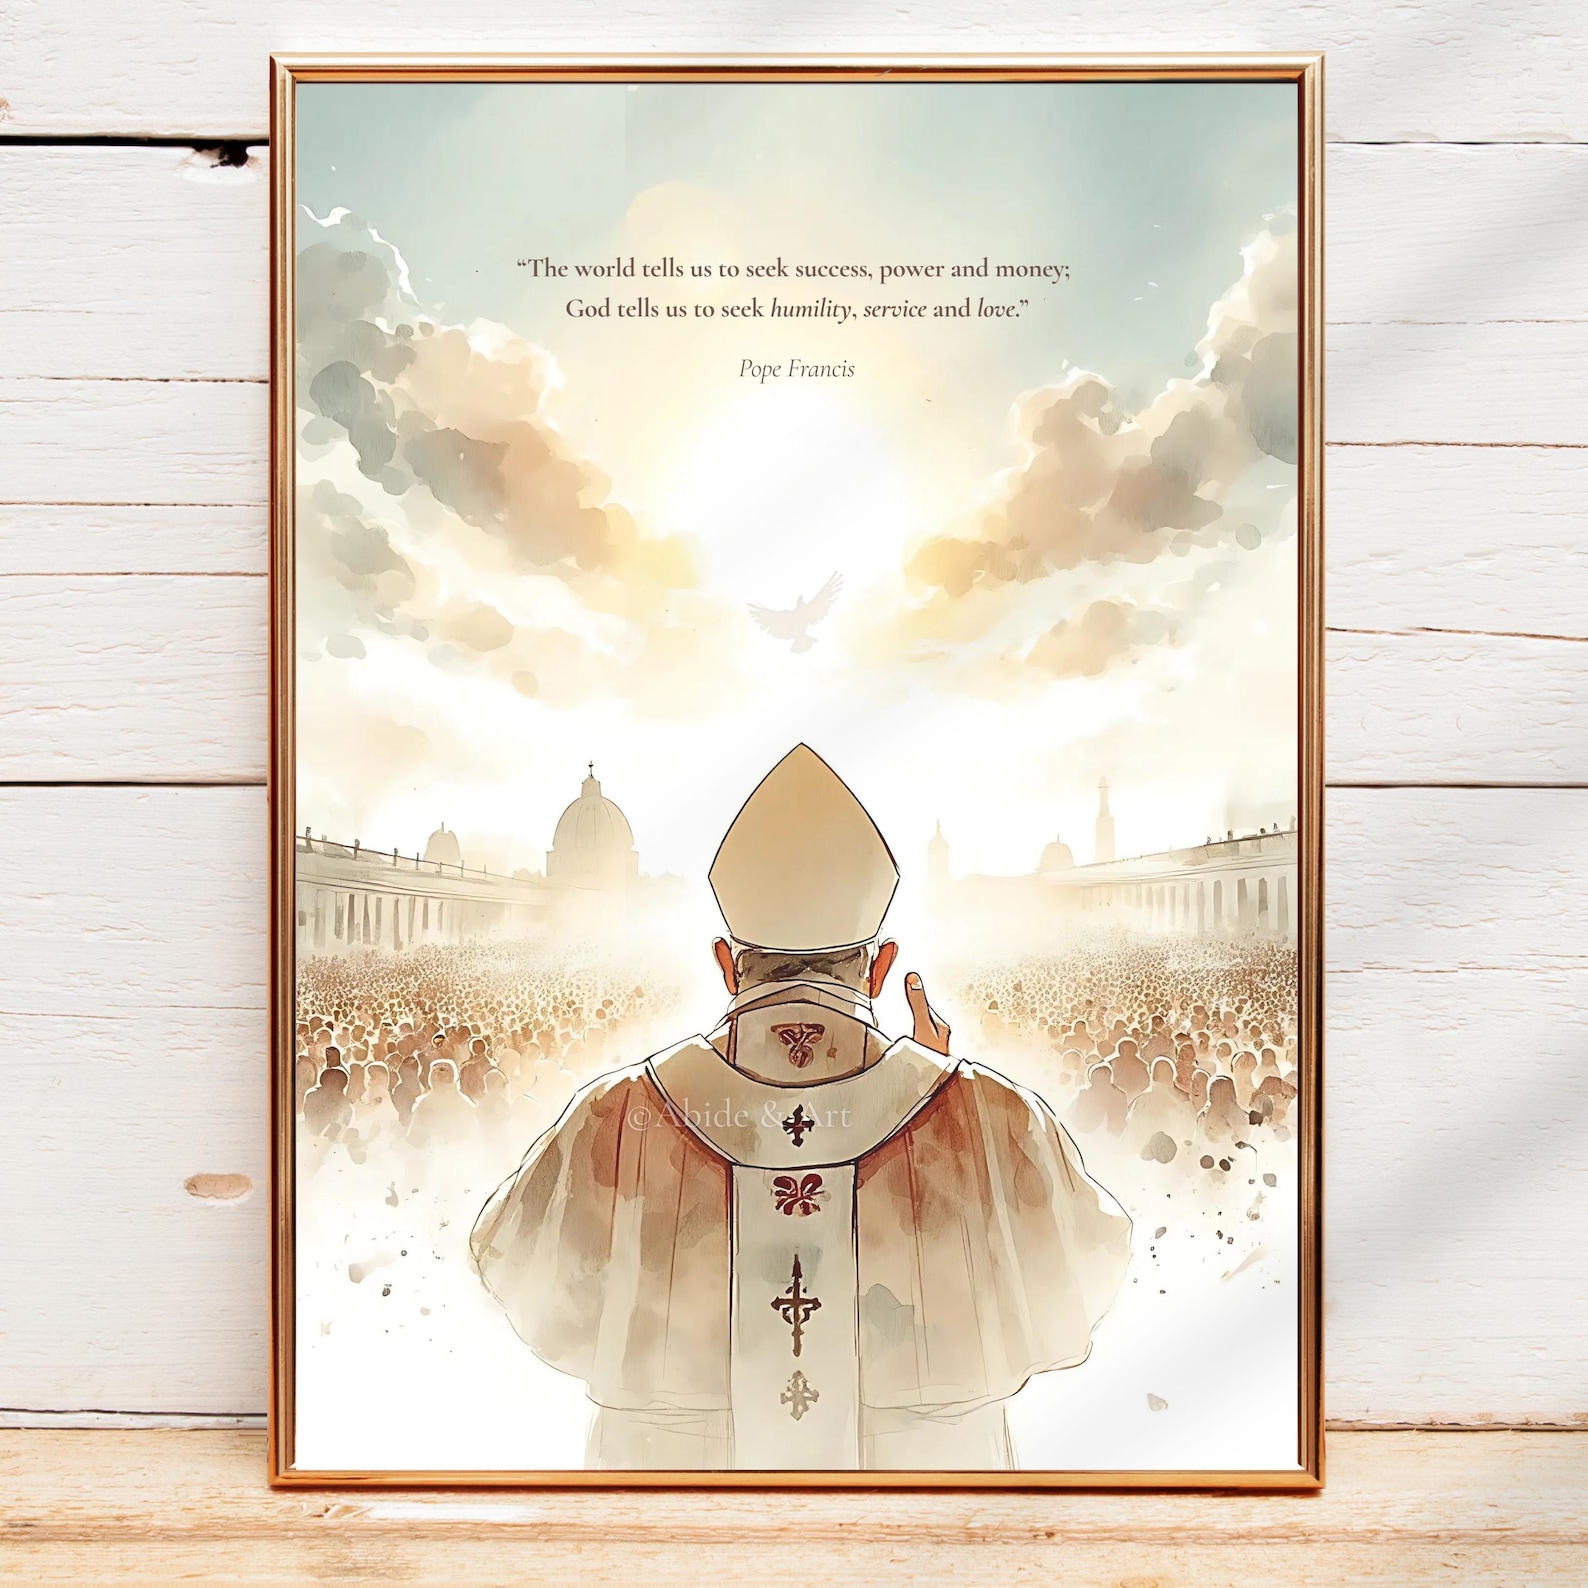 “The world tells us to seek success, power and money;
God tells us to seek humility, service and love.”
Pope Francis
©Abide & Art